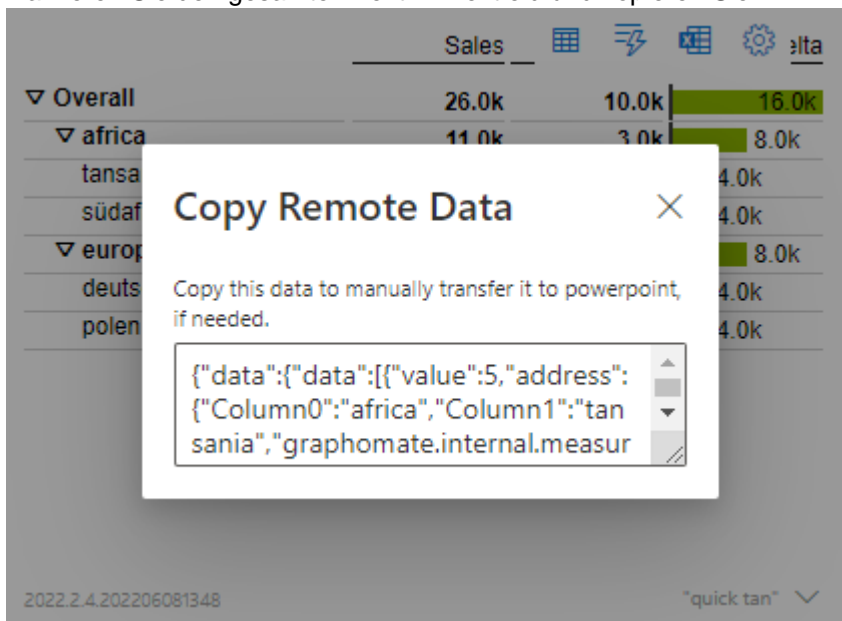 Sales elta
Overall 26.0k 10.0k 16.0k
africa 11.0k 3.0k 8.0k
tansa 4.0k
südaf 4.0k
europ 8.0k
deuts 4.0k
polen 4.0k
Copy Remote Data
Copy this data to manually transfer it to powerpoint,
if needed.
{"data":{"data":[{"value":5,"address":
{"Column0":"africa","Column1":"tan
sania","graphomate.internal.measur
2022.2.4.202206081348 "quick tan"